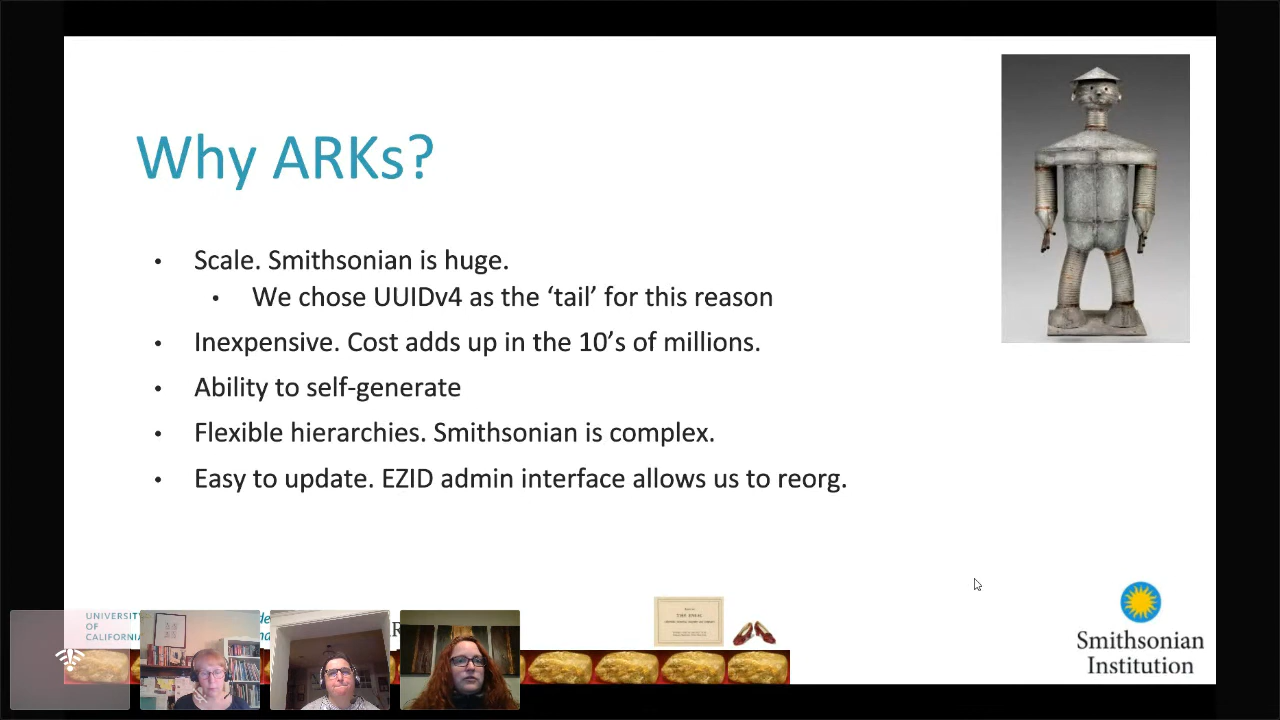 Why ARKs?
• Scale. Smithsonian is huge.
• We chose UUIDv4 as the ‘tail’ for this reason
• Inexpensive. Cost adds up in the 10’s of millions.
• Ability to self-generate
• Flexible hierarchies. Smithsonian is complex.
• Easy to update. EZID admin interface allows us to reorg.
UNIVERSITY
OF
CALIFORNIA
Smithsonian
Institution